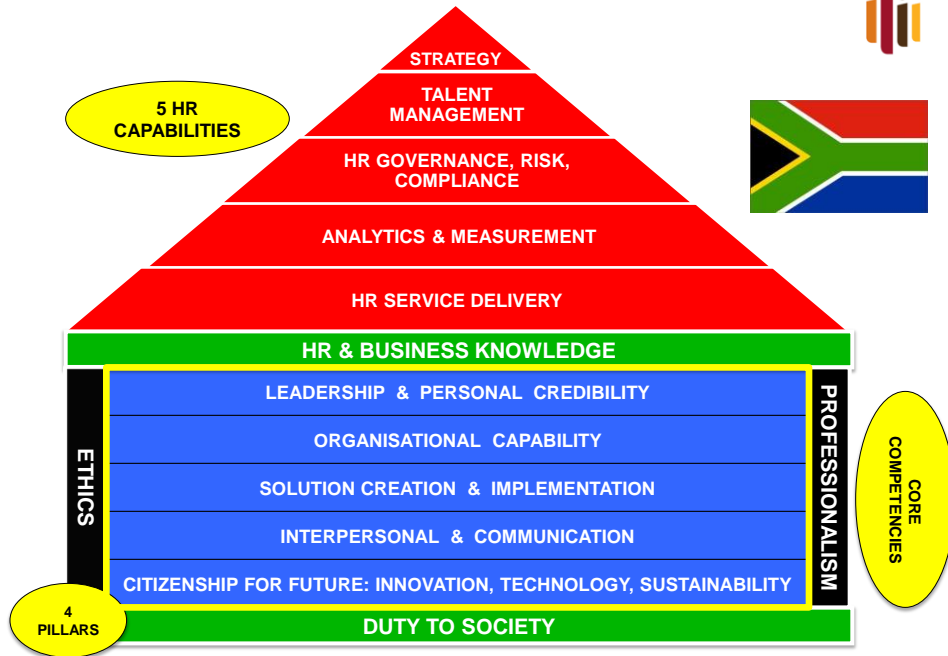 STRATEGY
5 HR
CAPABILITIES
TALENT
MANAGEMENT
HR GOVERNANCE, RISK,
COMPLIANCE
ANALYTICS & MEASUREMENT
HR SERVICE DELIVERY
HR & BUSINESS KNOWLEDGE
ETHICS
LEADERSHIP & PERSONAL CREDIBILITY
ORGANISATIONAL CAPABILITY
SOLUTION CREATION & IMPLEMENTATION
INTERPERSONAL & COMMUNICATION
CITIZENSHIP FOR FUTURE: INNOVATION, TECHNOLOGY, SUSTAINABILITY
PROFESSIONALISM
CORE
COMPETENCIES
4
PILLARS
DUTY TO SOCIETY